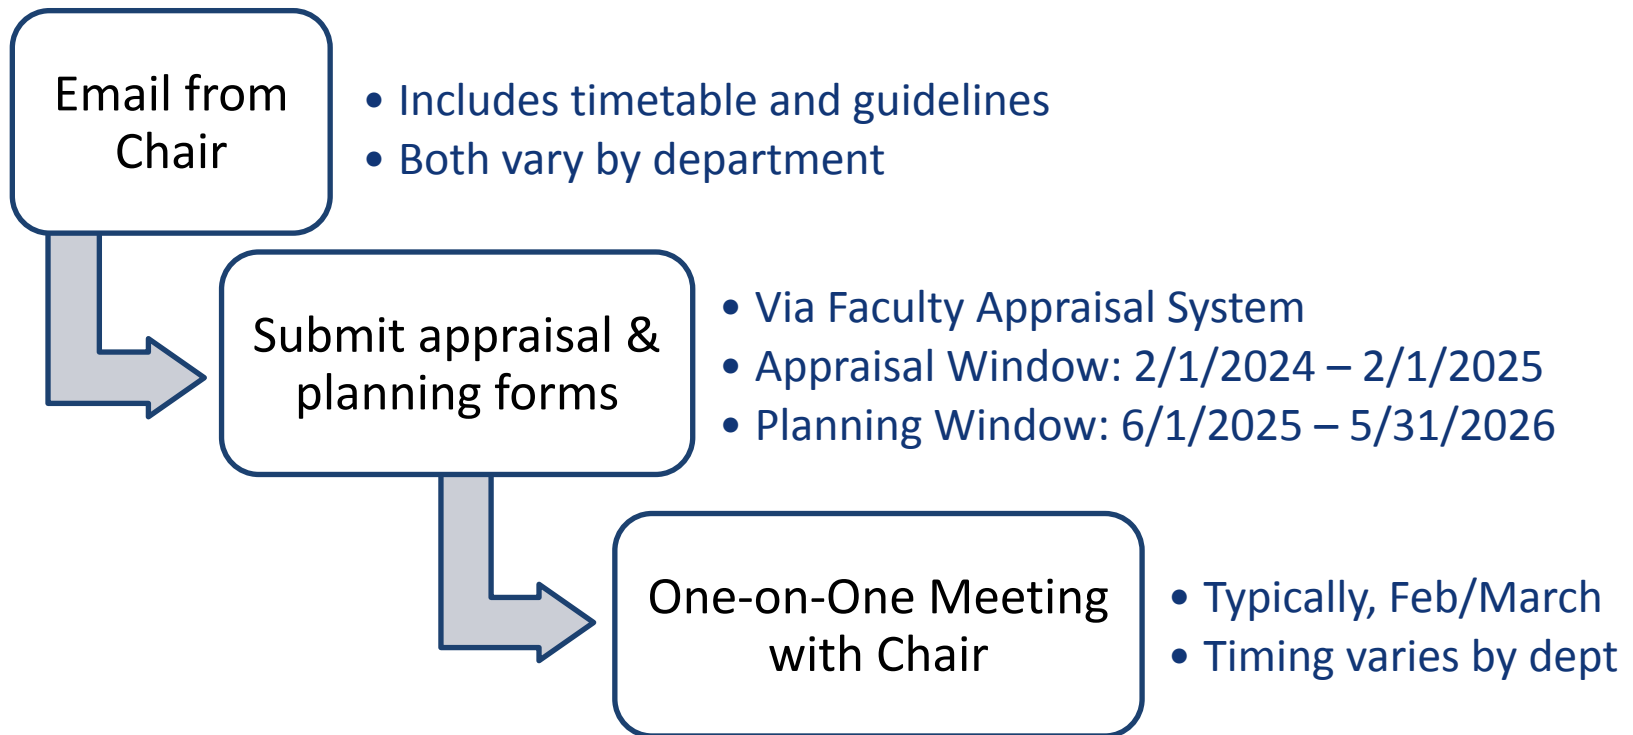 Email from
Chair
• Includes timetable and guidelines
• Both vary by department
Submit appraisal &
planning forms
• Via Faculty Appraisal System
• Appraisal Window: 2/1/2024 – 2/1/2025
• Planning Window: 6/1/2025 – 5/31/2026
One-on-One Meeting
with Chair
• Typically, Feb/March
• Timing varies by dept